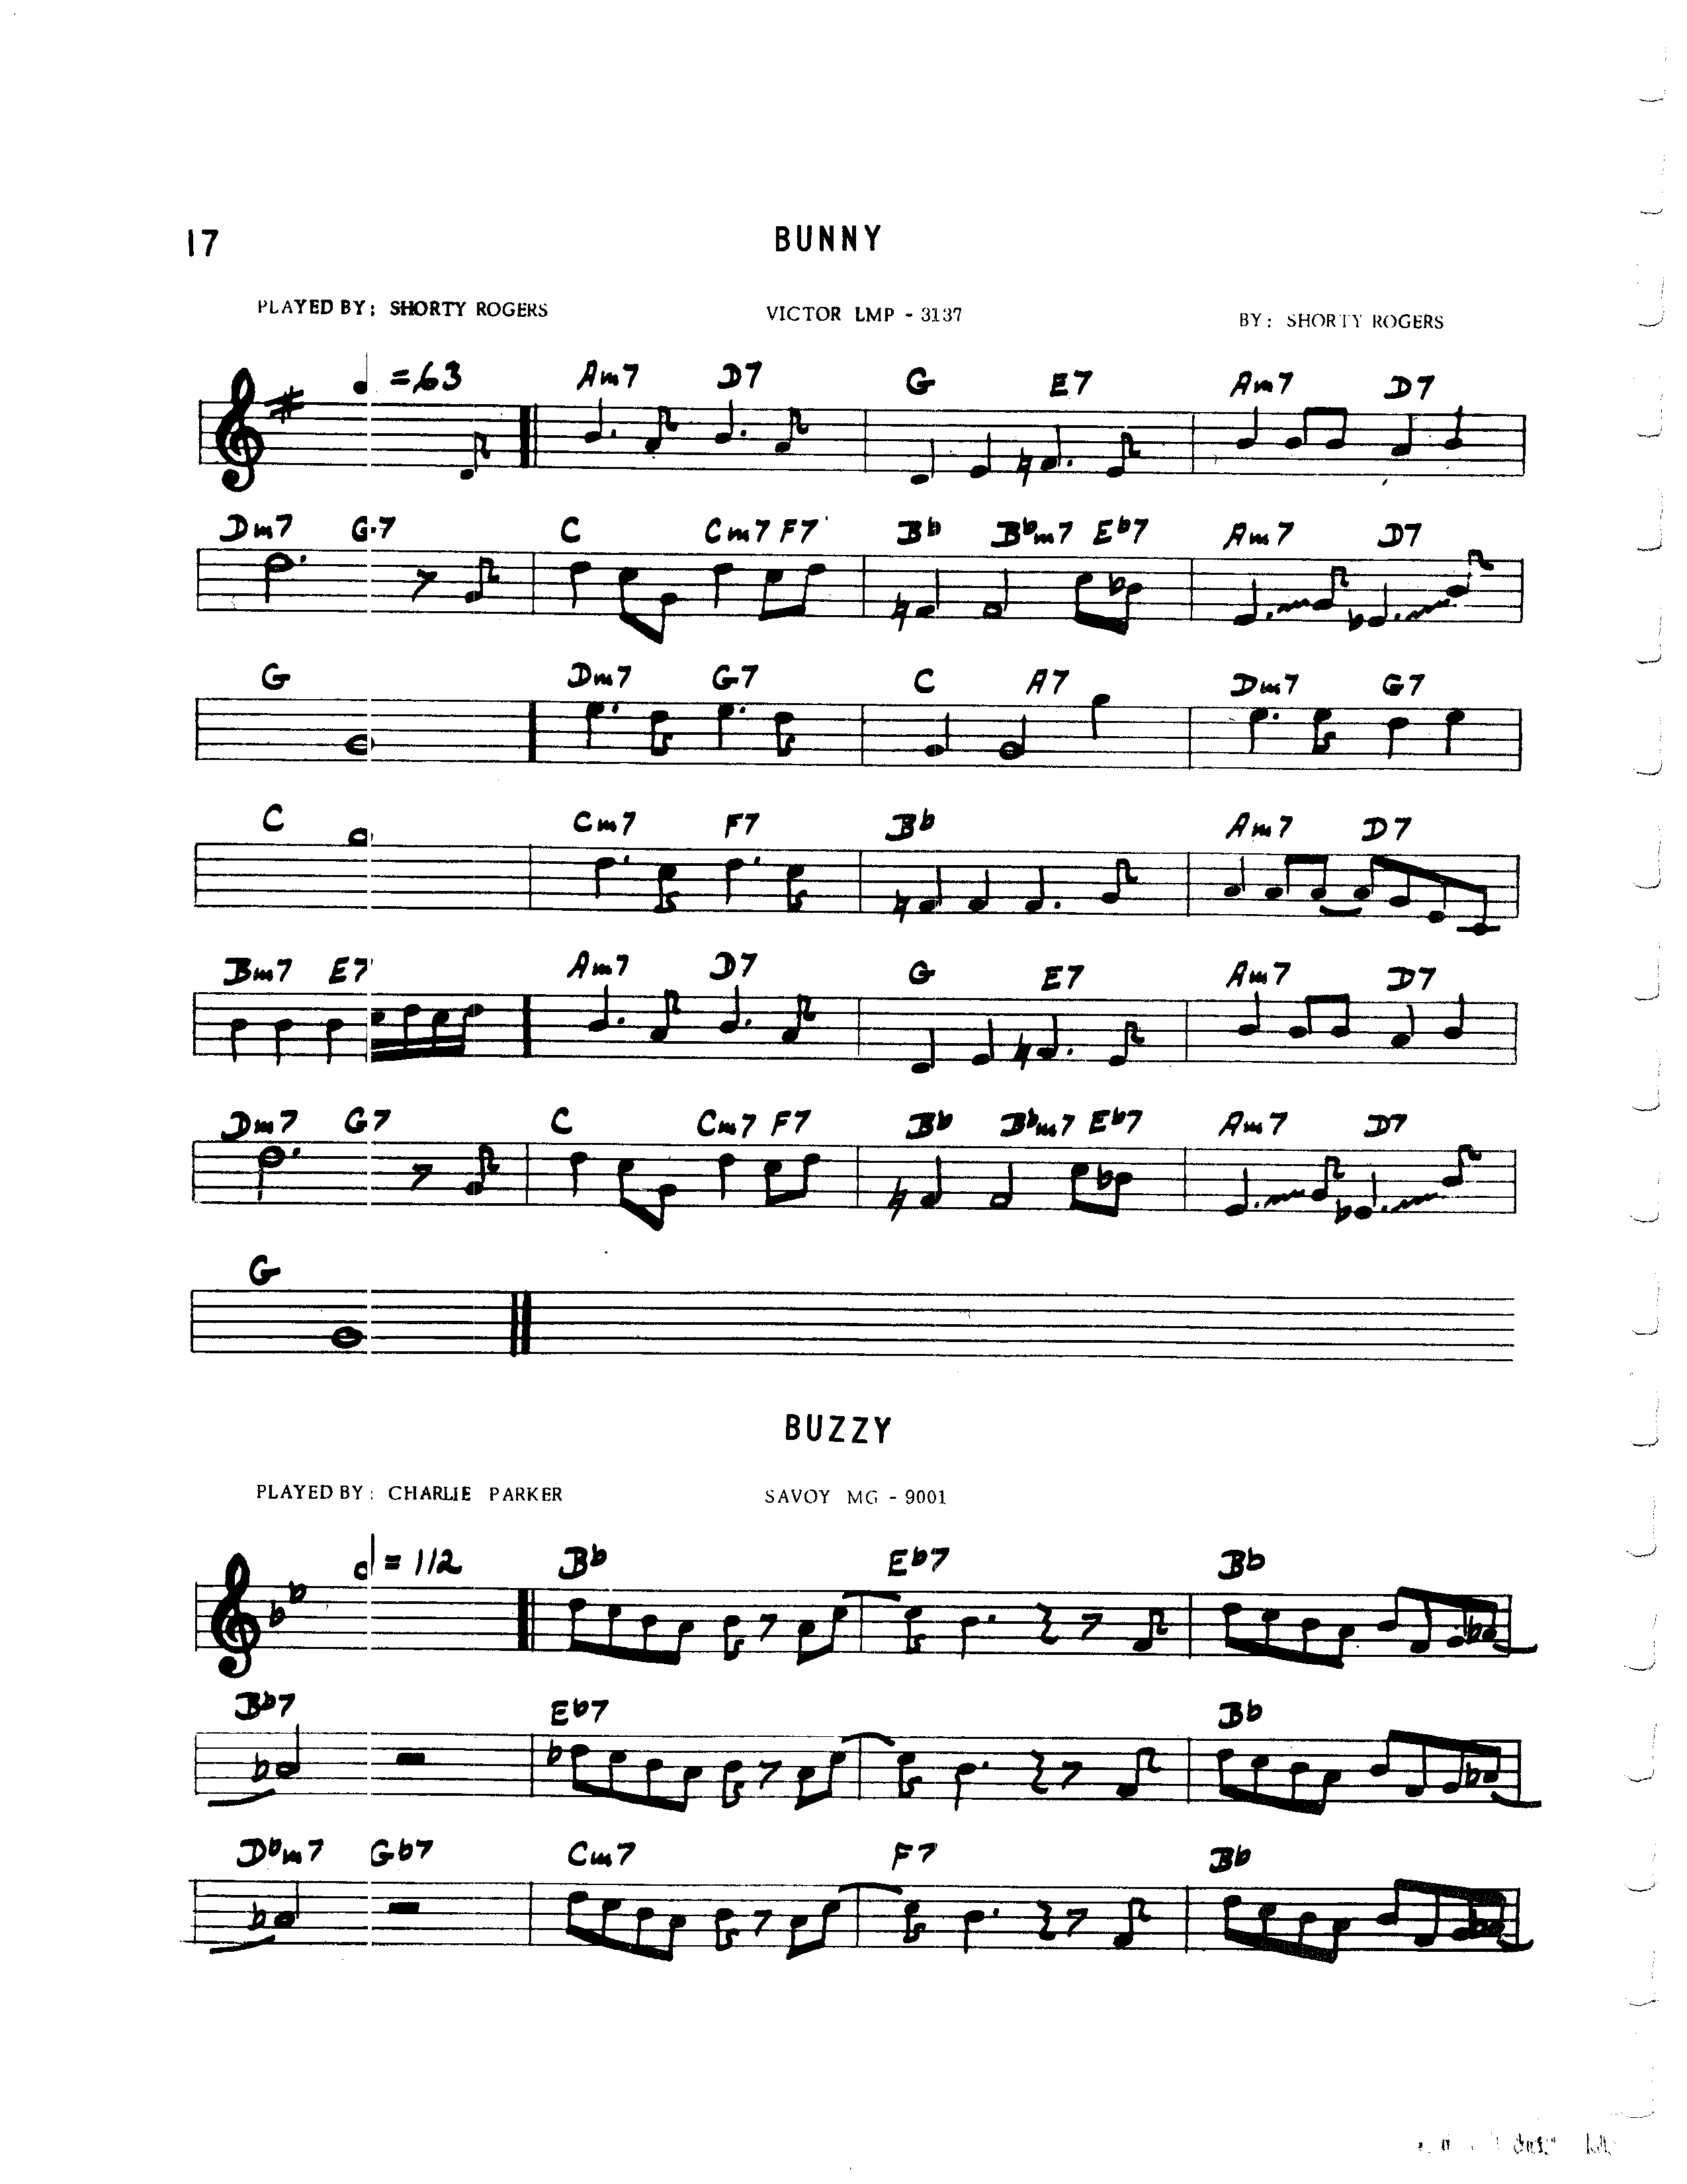 17
BUNNY
PLAYED BY: SHORTY ROGERS VICTOR LMP - 3137 BY: SHORTY ROGERS
= 63 Am7 D7 G E7 Am7 D7
Dm7 G7 C Cm7 F7 Bb Bbm7 Eb7 Am7 D7
G Dm7 G7 C A7 Dm7 G7
C Cm7 F7 Bb Am7 D7
Bm7 E7 Am7 D7 G E7 Am7 D7
Dm7 G7 C Cm7 F7 Bb Bbm7 Eb7 Am7 D7
G
BUZZY
PLAYED BY: CHARLIE PARKER SAVOY MG - 9001
= 112 Bb Eb7 Bb
Bb7 Eb7 Bb
Dbm7 Gb7 Cm7 F7 Bb